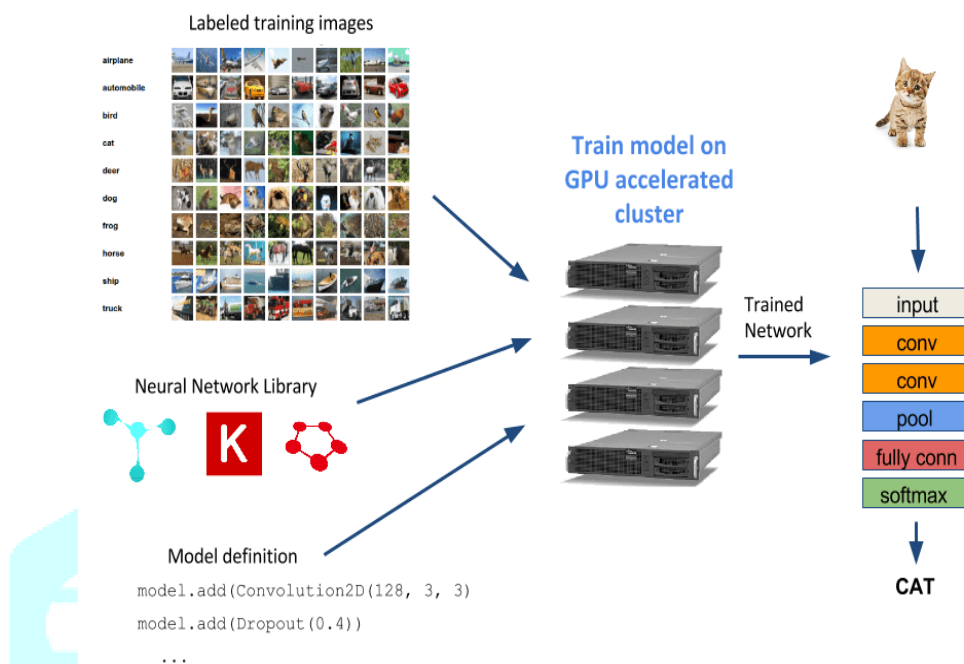 Labeled training images
airplane
automobile
bird
cat
deer
dog
frog
horse
ship
truck
Neural Network Library
K
Model definition
model.add(Convolution2D(128, 3, 3)
model.add(Dropout(0.4))
...
Train model on
GPU accelerated
cluster
Trained
Network
input
conv
conv
pool
fully conn
softmax
CAT